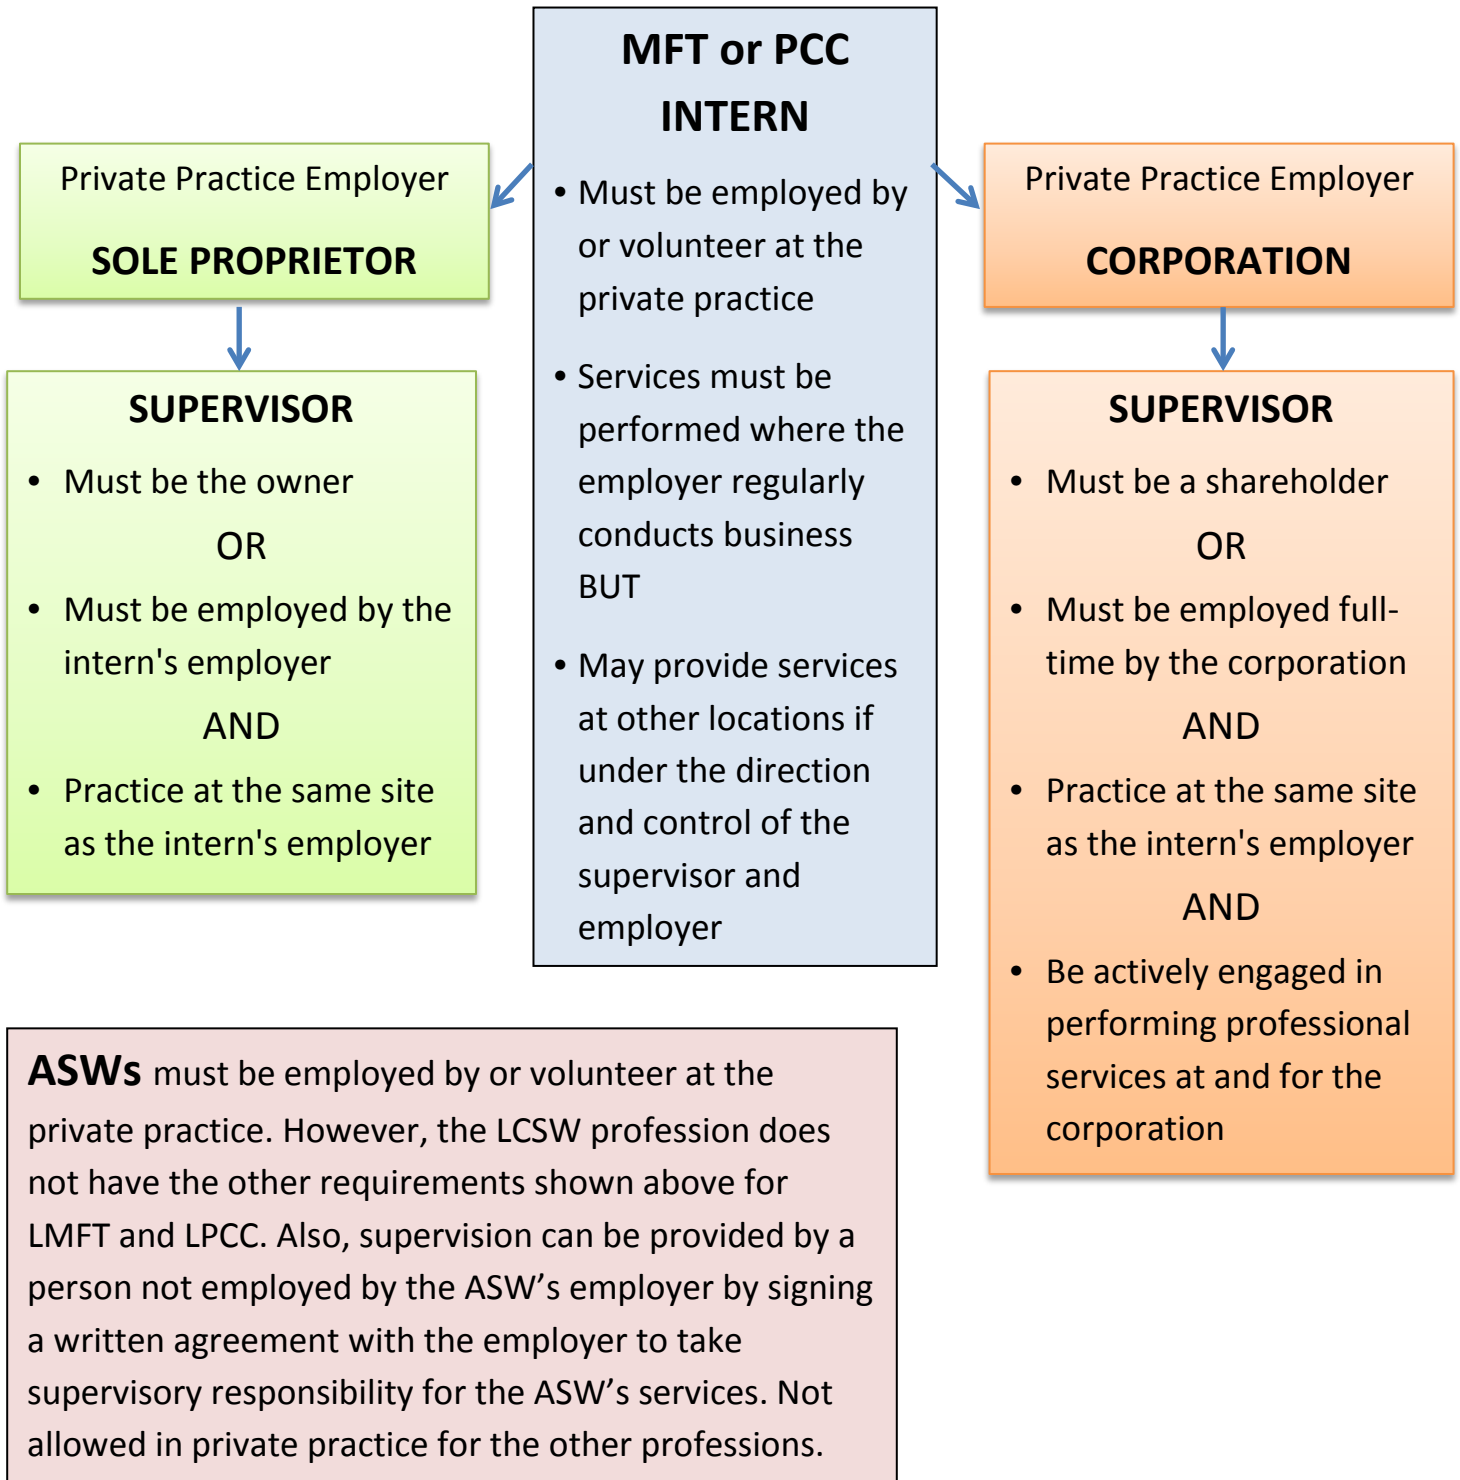 MFT or PCC
INTERN
• Must be employed by
or volunteer at the
private practice
• Services must be
performed where the
employer regularly
conducts business
BUT
• May provide services
at other locations if
under the direction
and control of the
supervisor and
employer
Private Practice Employer
SOLE PROPRIETOR
SUPERVISOR
• Must be the owner
OR
• Must be employed by the
intern's employer
AND
• Practice at the same site
as the intern's employer
Private Practice Employer
CORPORATION
SUPERVISOR
• Must be a shareholder
OR
• Must be employed full-
time by the corporation
AND
• Practice at the same site
as the intern's employer
AND
• Be actively engaged in
performing professional
services at and for the
corporation
ASWs must be employed by or volunteer at the
private practice. However, the LCSW profession does
not have the other requirements shown above for
LMFT and LPCC. Also, supervision can be provided by a
person not employed by the ASW’s employer by signing
a written agreement with the employer to take
supervisory responsibility for the ASW’s services. Not
allowed in private practice for the other professions.